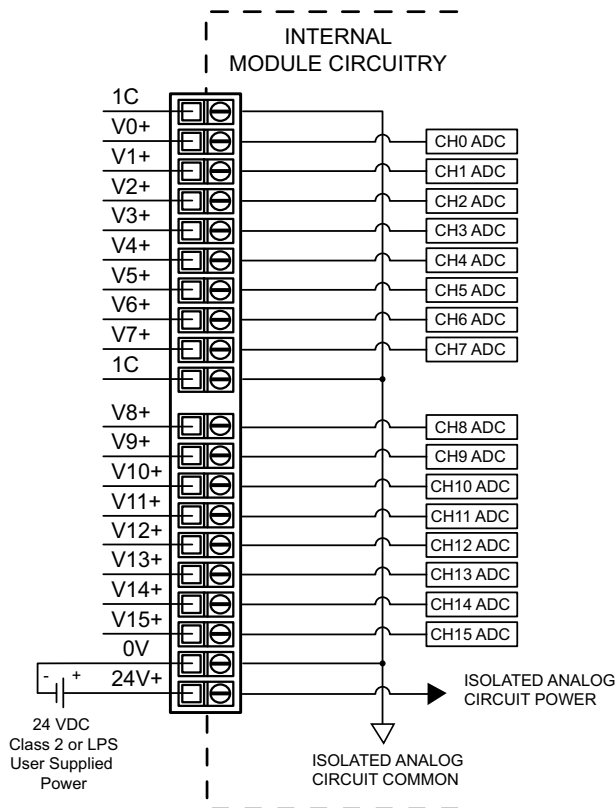 INTERNAL
MODULE CIRCUITRY
1C
V0+
CH0 ADC
V1+
CH1 ADC
V2+
CH2 ADC
V3+
CH3 ADC
V4+
CH4 ADC
V5+
CH5 ADC
V6+
CH6 ADC
V7+
CH7 ADC
1C
V8+
CH8 ADC
V9+
CH9 ADC
V10+
CH10 ADC
V11+
CH11 ADC
V12+
CH12 ADC
V13+
CH13 ADC
V14+
CH14 ADC
V15+
CH15 ADC
0V
- +
24V+
ISOLATED ANALOG
CIRCUIT POWER
24 VDC
Class 2 or LPS
User Supplied
Power
ISOLATED ANALOG
CIRCUIT COMMON